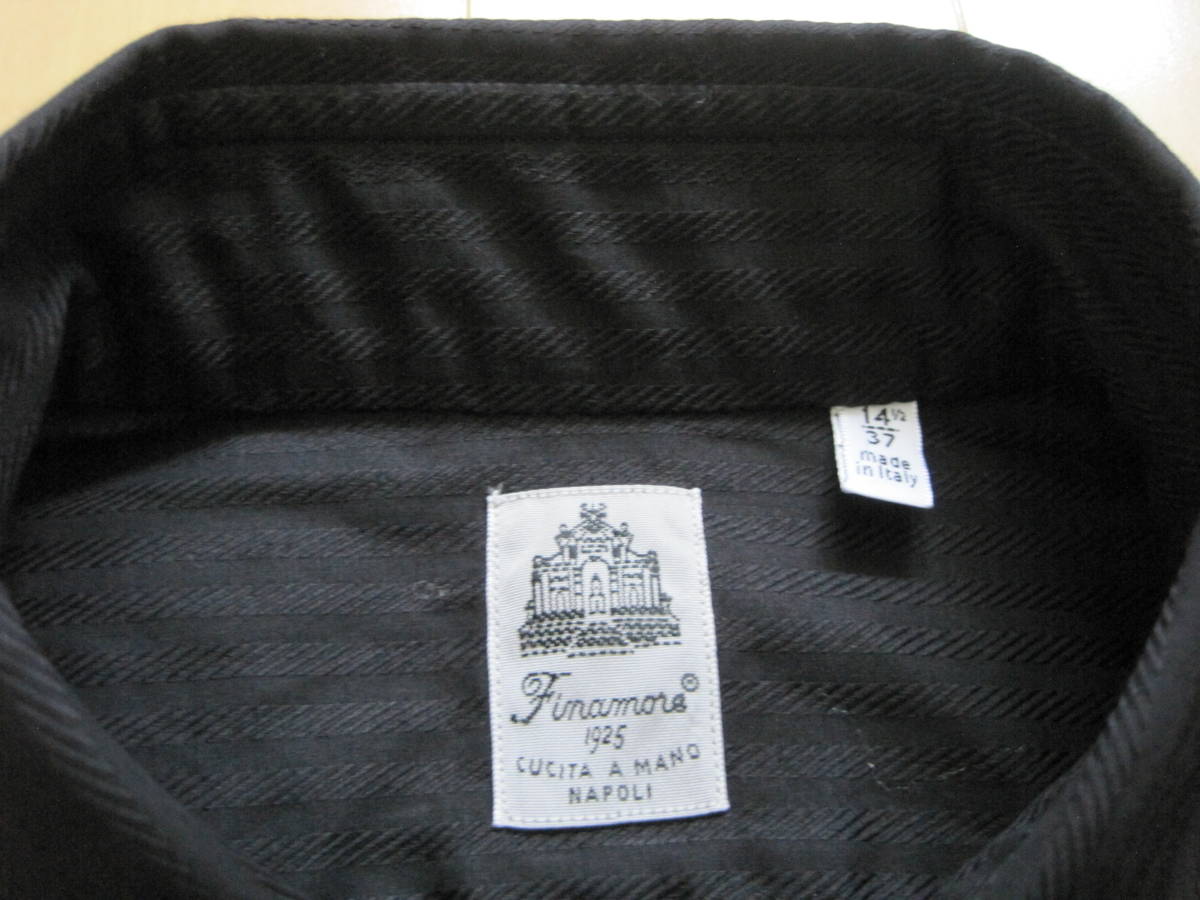 14½
37
made
in Italy
Finamore®
1925
CUCITA A MANO
NAPOLI